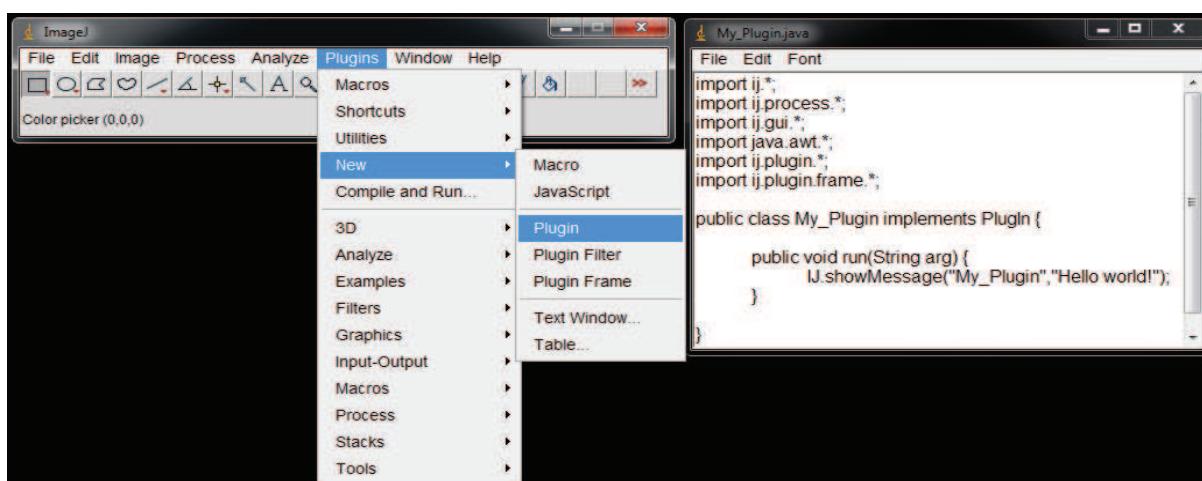 ImageJ
File Edit Image Process Analyze Plugins Window Help
A
Color picker (0,0,0)
Macros
Shortcuts
Utilities
New
Compile and Run...
3D
Analyze
Examples
Filters
Graphics
Input-Output
Macros
Process
Stacks
Tools
Macro
JavaScript
Plugin
Plugin Filter
Plugin Frame
Text Window...
Table...
My_Plugin.java
File Edit Font
import ij.*;
import ij.process.*;
import ij.gui.*;
import java.awt.*;
import ij.plugin.*;
import ij.plugin.frame.*;
public class My_Plugin implements PlugIn {
public void run(String arg) {
IJ.showMessage("My_Plugin","Hello world!");
}
}